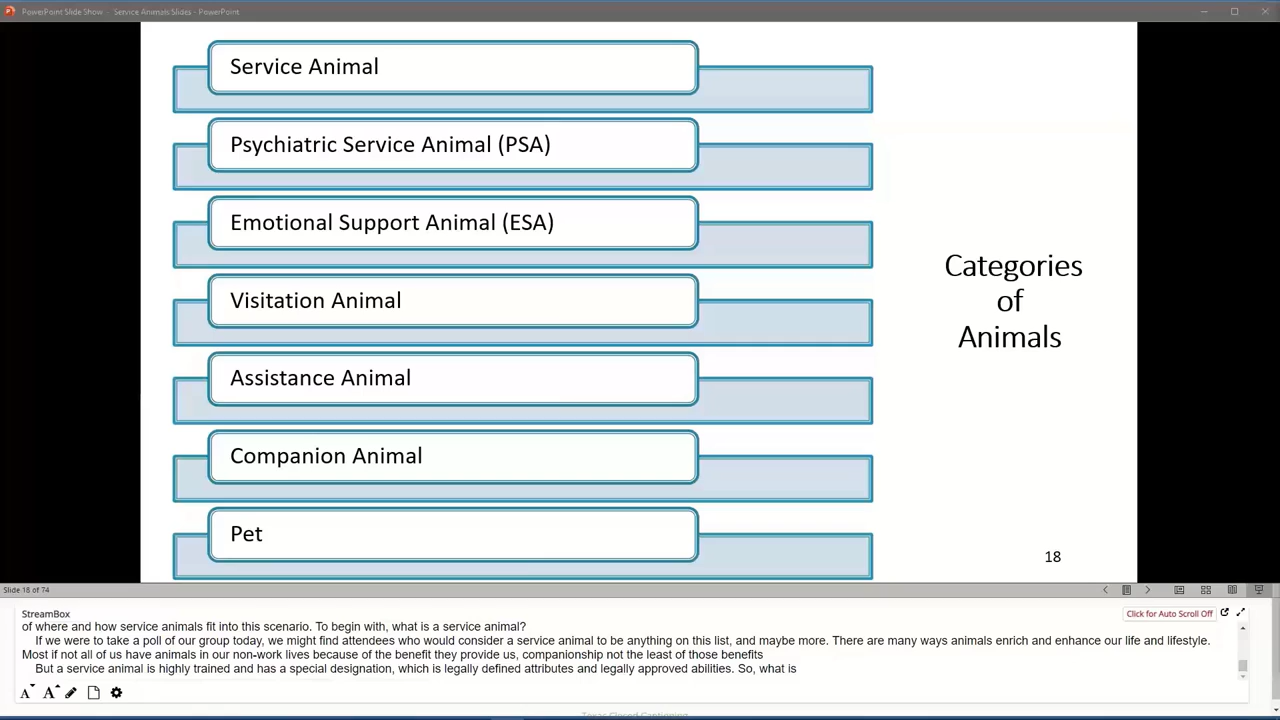 PowerPoint Slide Show - Service Animals Slides - PowerPoint
Service Animal
Psychiatric Service Animal (PSA)
Emotional Support Animal (ESA)
Visitation Animal
Assistance Animal
Companion Animal
Pet
Categories
of
Animals
18
Slide 18 of 74
StreamBox
Click for Auto Scroll Off
of where and how service animals fit into this scenario. To begin with, what is a service animal?
If we were to take a poll of our group today, we might find attendees who would consider a service animal to be anything on this list, and maybe more. There are many ways animals enrich and enhance our life and lifestyle.
Most if not all of us have animals in our non-work lives because of the benefit they provide us, companionship not the least of those benefits
But a service animal is highly trained and has a special designation, which is legally defined attributes and legally approved abilities. So, what is
A A
Texas Closed Captioning